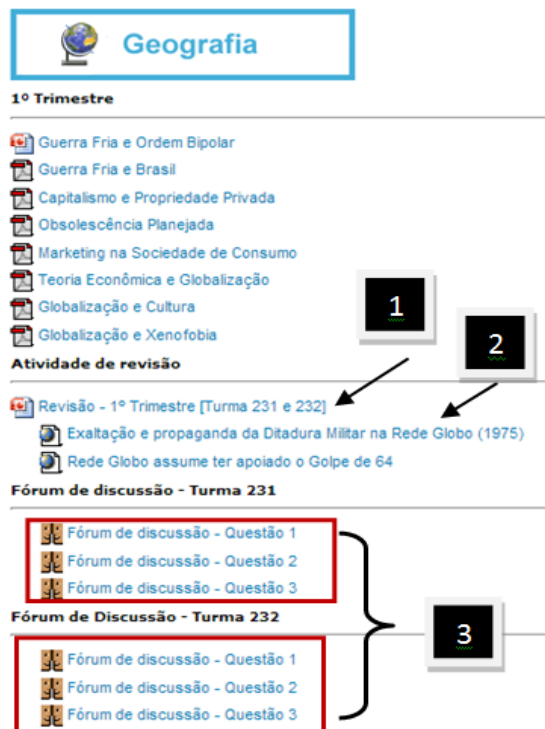 Geografia
1º Trimestre
Guerra Fria e Ordem Bipolar
Guerra Fria e Brasil
Capitalismo e Propriedade Privada
Obsolescência Planejada
Marketing na Sociedade de Consumo
Teoria Econômica e Globalização
Globalização e Cultura
Globalização e Xenofobia
1
2
Atividade de revisão
Revisão - 1º Trimestre [Turma 231 e 232]
Exaltação e propaganda da Ditadura Militar na Rede Globo (1975)
Rede Globo assume ter apoiado o Golpe de 64
Fórum de discussão - Turma 231
Fórum de discussão - Questão 1
Fórum de discussão - Questão 2
Fórum de discussão - Questão 3
Fórum de Discussão - Turma 232
3
Fórum de discussão - Questão 1
Fórum de discussão - Questão 2
Fórum de discussão - Questão 3